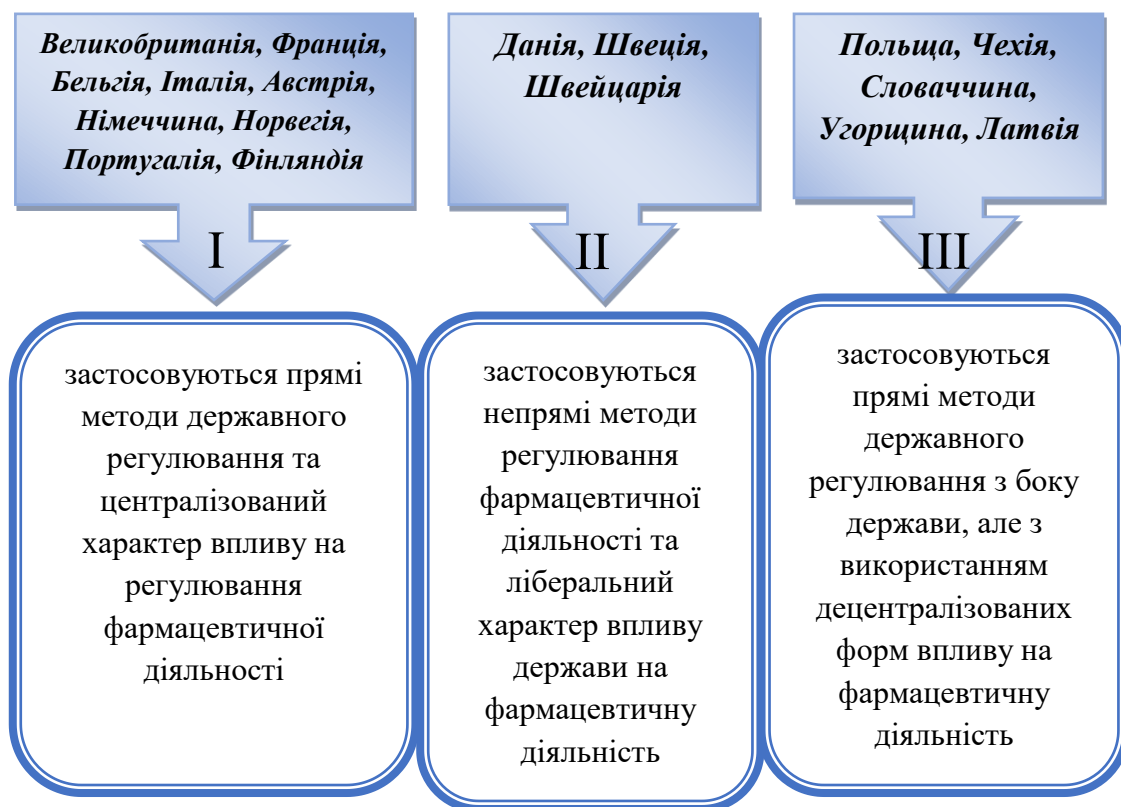 Великобританія, Франція,
Бельгія, Італія, Австрія,
Німеччина, Норвегія,
Португалія, Фінляндія
I
застосовуються прямі
методи державного
регулювання та
централізований
характер впливу на
регулювання
фармацевтичної
діяльності
Данія, Швеція,
Швейцарія
II
застосовуються
непрямі методи
регулювання
фармацевтичної
діяльності та
ліберальний
характер впливу
держави на
фармацевтичну
діяльність
Польща, Чехія,
Словаччина,
Угорщина, Латвія
III
застосовуються
прямі методи
державного
регулювання з боку
держави, але з
використанням
децентралізованих
форм впливу на
фармацевтичну
діяльність